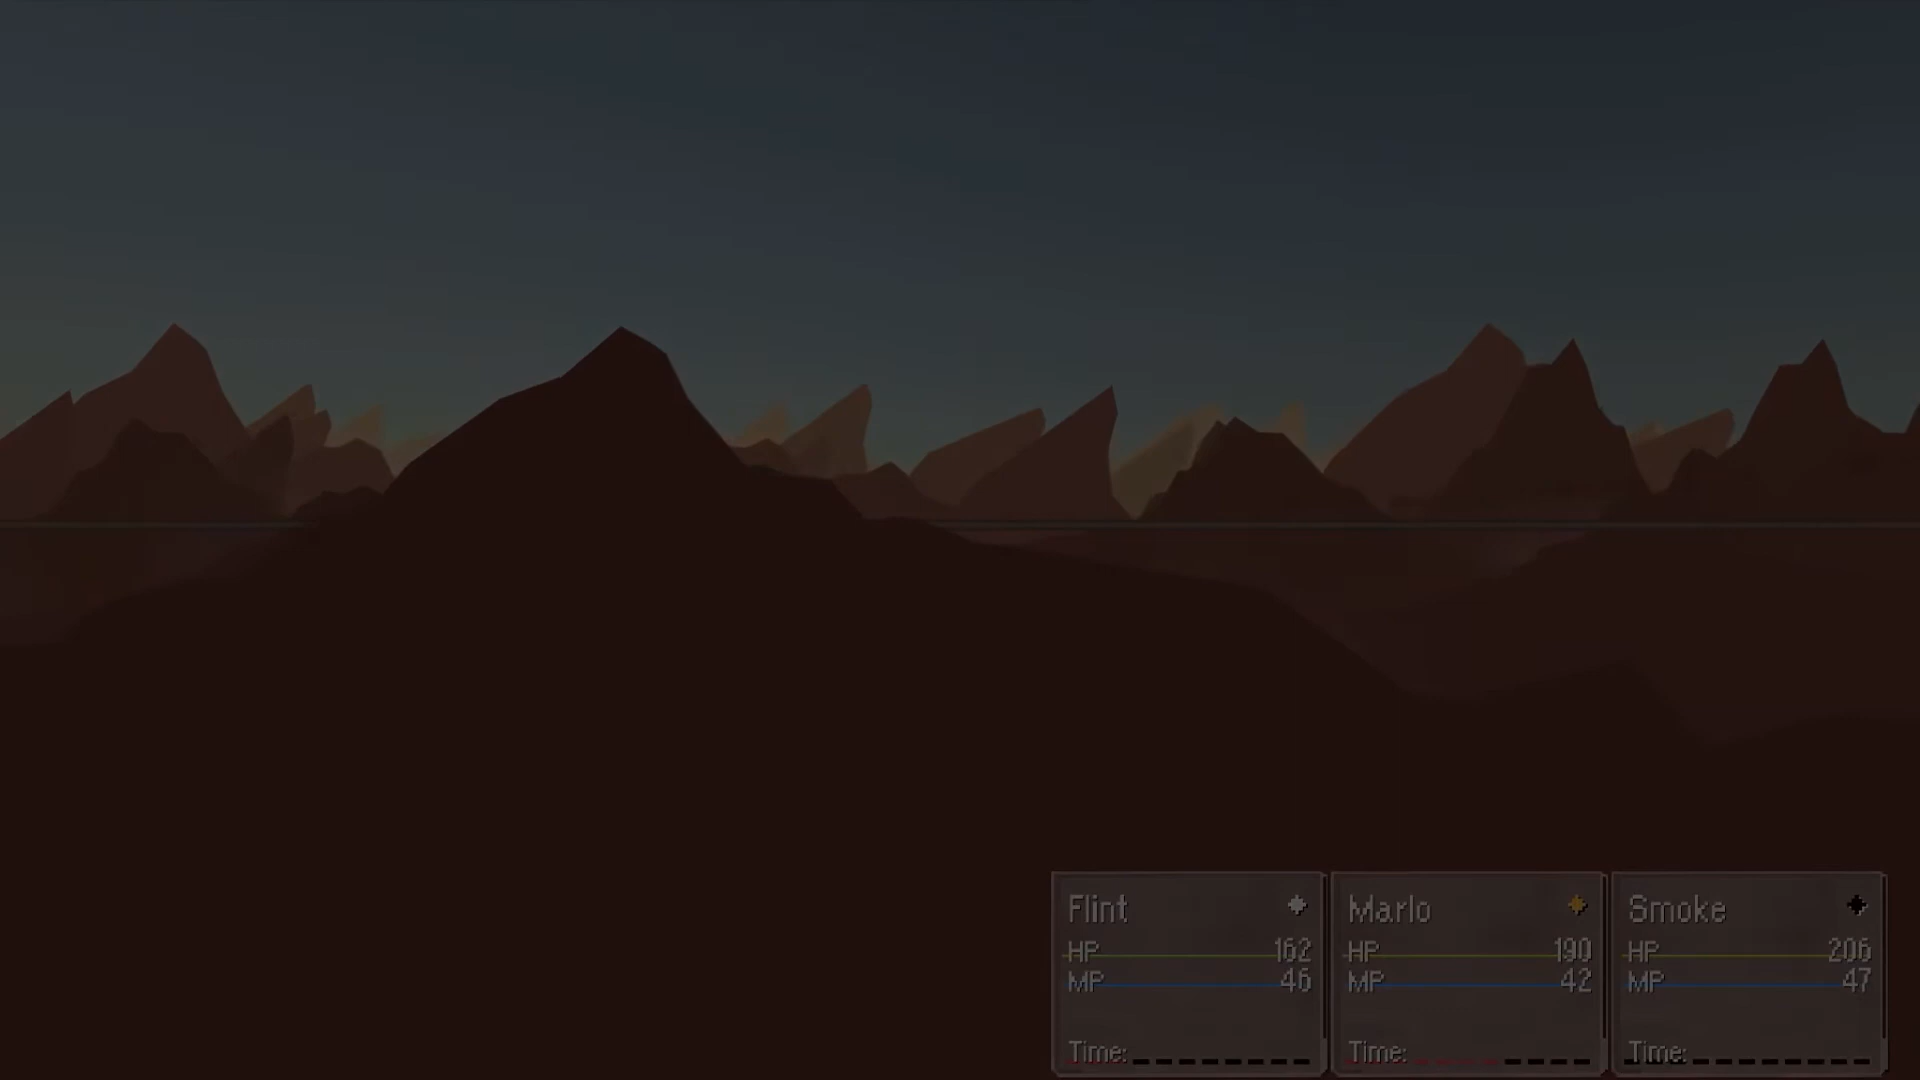 Flint
HP 162
MP 46
Time:
Marlo
HP 190
MP 42
Time:
Smoke
HP 206
MP 47
Time: